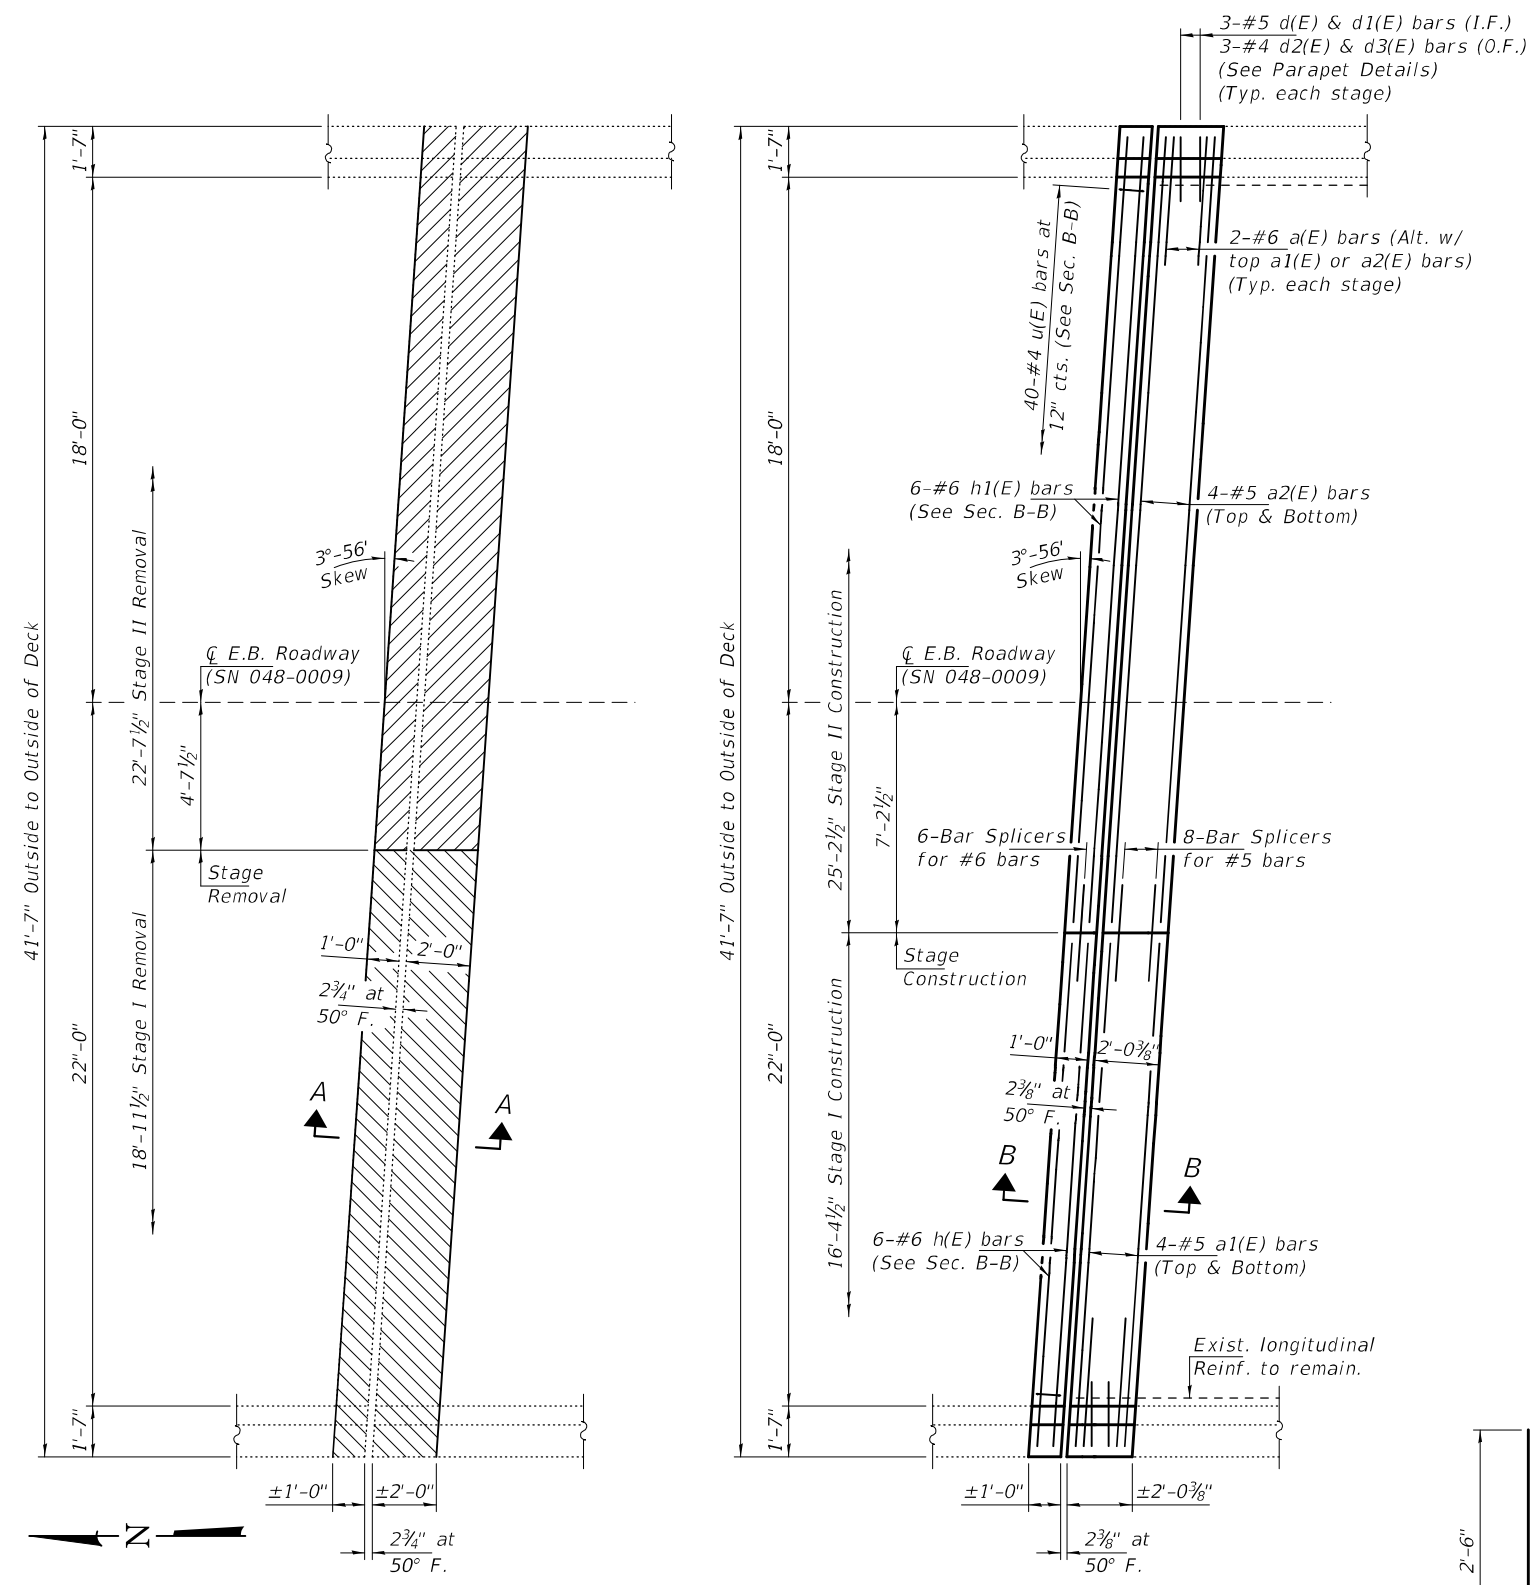 3-#5 d(E) & d1(E) bars (I.F.)
3-#4 d2(E) & d3(E) bars (O.F.)
(See Parapet Details)
(Typ. each stage)
1'-7"
18'-0"
41'-7" Outside to Outside of Deck
22'-7½" Stage II Removal
3°-56'
Skew
℄ E.B. Roadway
(SN 048-0009)
4'-7½"
Stage
Removal
1'-0"
2'-0"
2¾" at
50° F.
18'-11½" Stage I Removal
22"-0"
A
A
1'-7"
±1'-0"
±2'-0"
2¾" at
50° F.
N
1'-7"
18'-0"
41'-7" Outside to Outside of Deck
40-#4 u(E) bars at
12" cts. (See Sec. B-B)
2-#6 a(E) bars (Alt. w/
top a1(E) or a2(E) bars)
(Typ. each stage)
6-#6 h1(E) bars
(See Sec. B-B)
4-#5 a2(E) bars
(Top & Bottom)
3°-56'
Skew
25'-2½" Stage II Construction
℄ E.B. Roadway
(SN 048-0009)
7'-2½"
6-Bar Splicers
for #6 bars
8-Bar Splicers
for #5 bars
Stage
Construction
1'-0"
2'-0⅜"
2⅜" at
50° F.
22"-0"
16'-4½" Stage I Construction
B
B
6-#6 h(E) bars
(See Sec. B-B)
4-#5 a1(E) bars
(Top & Bottom)
Exist. longitudinal
Reinf. to remain.
1'-7"
±1'-0"
±2'-0⅜"
2⅜" at
50° F.
2'-6"